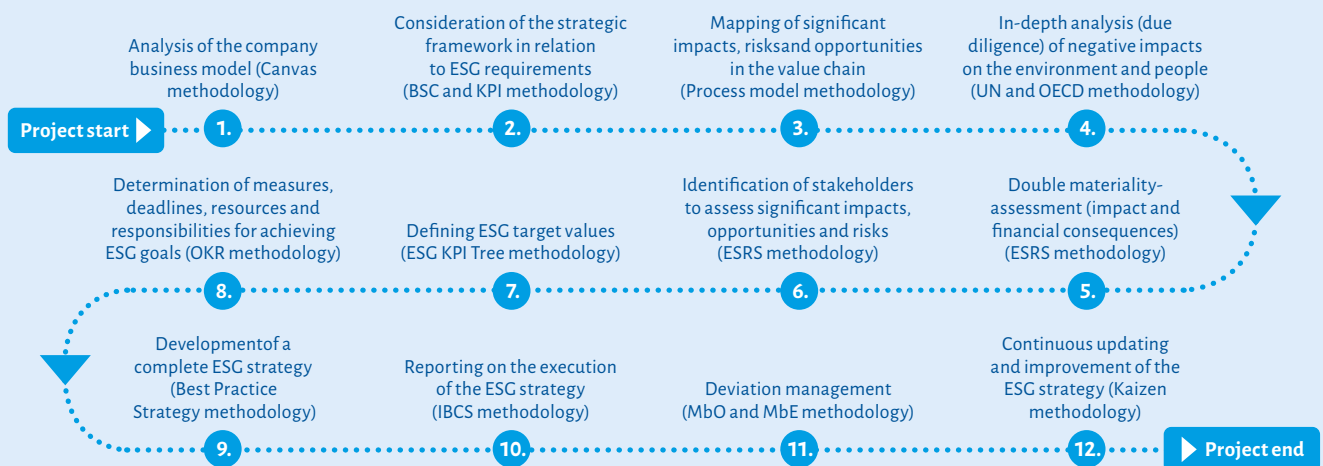 Project start
Analysis of the company
business model (Canvas
methodology)
1.
Consideration of the strategic
framework in relation
to ESG requirements
(BSC and KPI methodology)
2.
Mapping of significant
impacts, risksand opportunities
in the value chain
(Process model methodology)
3.
In-depth analysis (due
diligence) of negative impacts
on the environment and people
(UN and OECD methodology)
4.
Double materiality-
assessment (impact and
financial consequences)
(ESRS methodology)
5.
Identification of stakeholders
to assess significant impacts,
opportunities and risks
(ESRS methodology)
6.
Defining ESG target values
(ESG KPI Tree methodology)
7.
Determination of measures,
deadlines, resources and
responsibilities for achieving
ESG goals (OKR methodology)
8.
Developmentof a
complete ESG strategy
(Best Practice
Strategy methodology)
9.
Reporting on the execution
of the ESG strategy
(IBCS methodology)
10.
Deviation management
(MbO and MbE methodology)
11.
Continuous updating
and improvement of the
ESG strategy (Kaizen
methodology)
12.
Project end